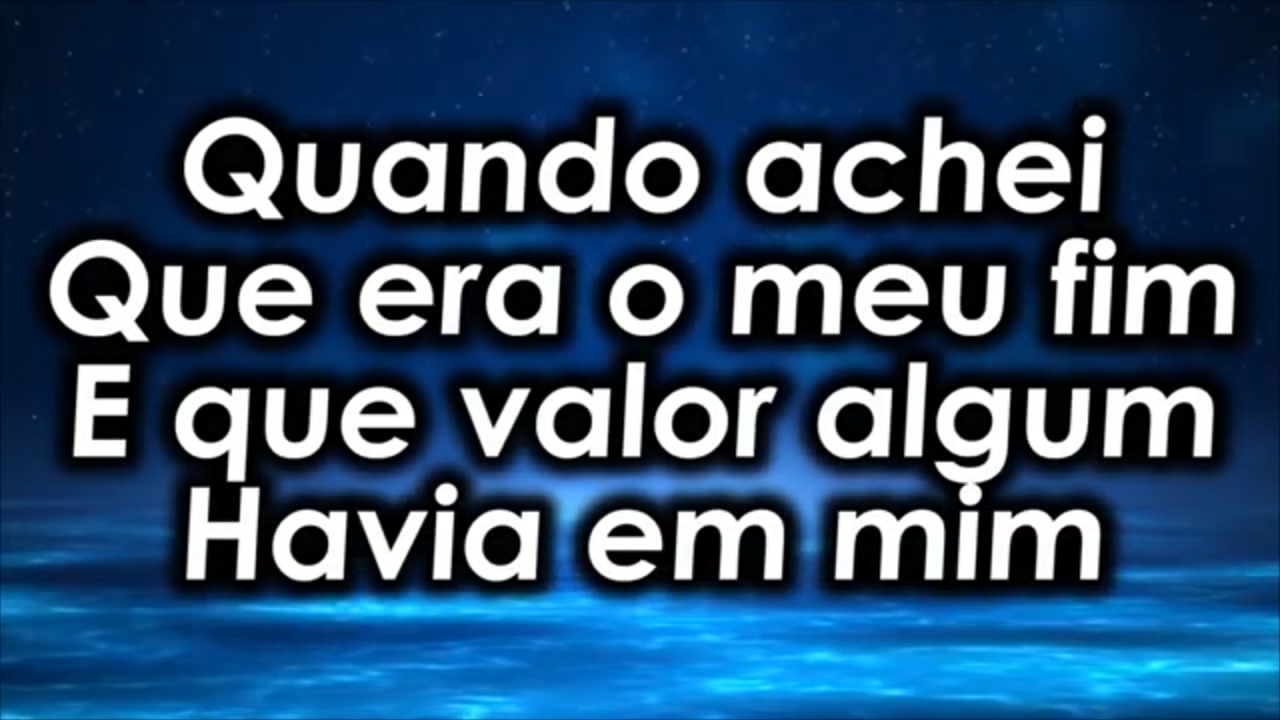 Quando achei
Que era o meu fim
E que valor algum
Havia em mim